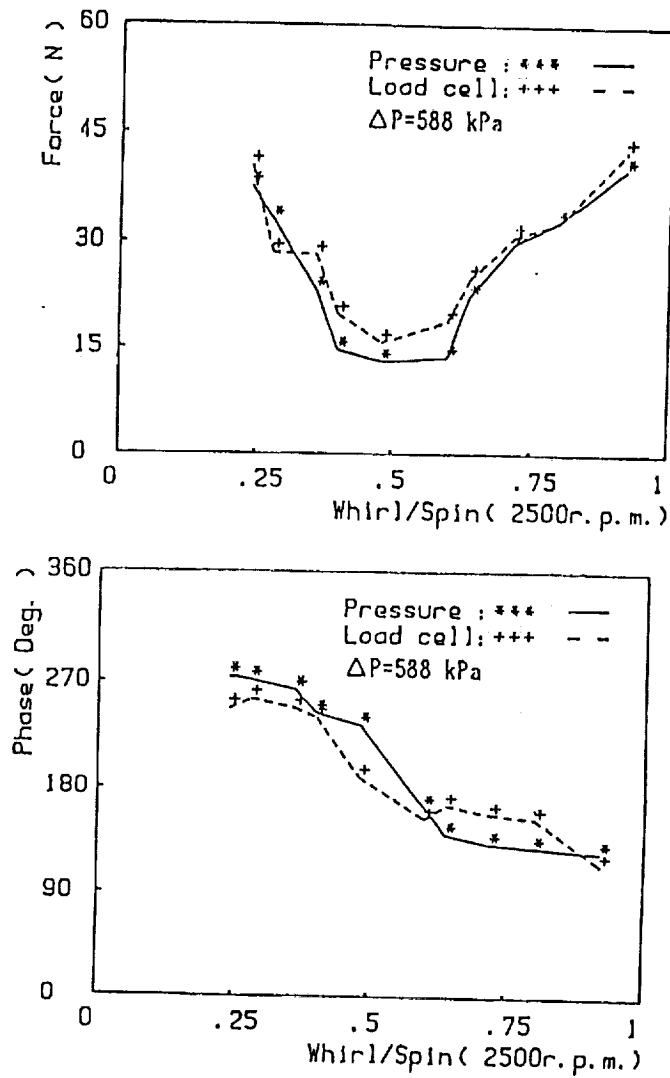 60
45
30
15
0
Force( N )
Pressure : ***
Load cell: +++
ΔP=588 kPa
0 .25 .5 .75 1
Whirl/Spin( 2500r.p.m.)
360
270
180
90
0
Phase( Deg. )
Pressure : ***
Load cell: +++
ΔP=588 kPa
0 .25 .5 .75 1
Whirl/Spin( 2500r.p.m.)